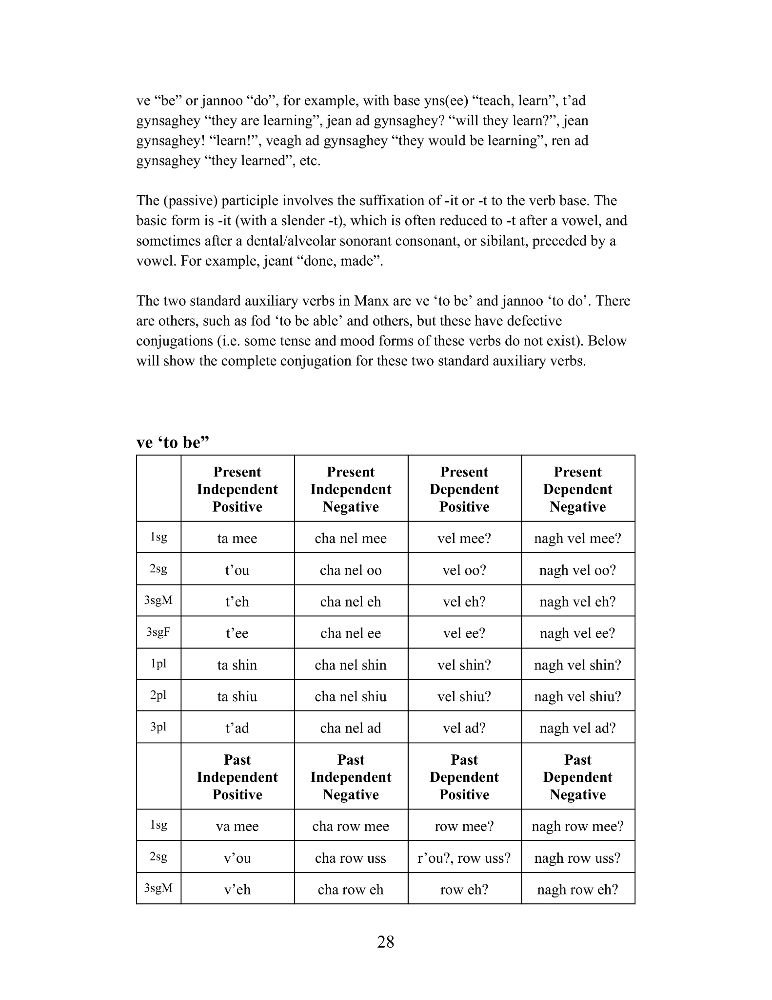 ve “be” or jannoo “do”, for example, with base yns(ee) “teach, learn”, t’ad
gynsaghey “they are learning”, jean ad gynsaghey? “will they learn?”, jean
gynsaghey! “learn!”, veagh ad gynsaghey “they would be learning”, ren ad
gynsaghey “they learned”, etc.
The (passive) participle involves the suffixation of -it or -t to the verb base. The
basic form is -it (with a slender -t), which is often reduced to -t after a vowel, and
sometimes after a dental/alveolar sonorant consonant, or sibilant, preceded by a
vowel. For example, jeant “done, made”.
The two standard auxiliary verbs in Manx are ve ‘to be’ and jannoo ‘to do’. There
are others, such as fod ‘to be able’ and others, but these have defective
conjugations (i.e. some tense and mood forms of these verbs do not exist). Below
will show the complete conjugation for these two standard auxiliary verbs.
ve ‘to be”
Present Present Present Present
Independent Independent Dependent Dependent
Positive Negative Positive Negative
1sg ta mee cha nel mee vel mee? nagh vel mee?
2sg t’ou cha nel oo vel oo? nagh vel oo?
3sgM t’eh cha nel eh vel eh? nagh vel eh?
3sgF t’ee cha nel ee vel ee? nagh vel ee?
1pl ta shin cha nel shin vel shin? nagh vel shin?
2pl ta shiu cha nel shiu vel shiu? nagh vel shiu?
3pl t’ad cha nel ad vel ad? nagh vel ad?
Past Past Past Past
Independent Independent Dependent Dependent
Positive Negative Positive Negative
1sg va mee cha row mee row mee? nagh row mee?
2sg v’ou cha row uss r’ou?, row uss? nagh row uss?
3sgM v’eh cha row eh row eh? nagh row eh?
28